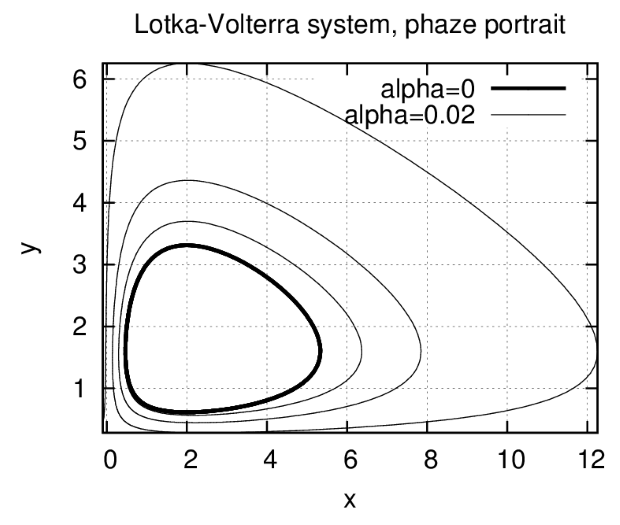 Lotka-Volterra system, phaze portrait
alpha=0
alpha=0.02
6
5
4
3
2
1
y
0 2 4 6 8 10 12
x